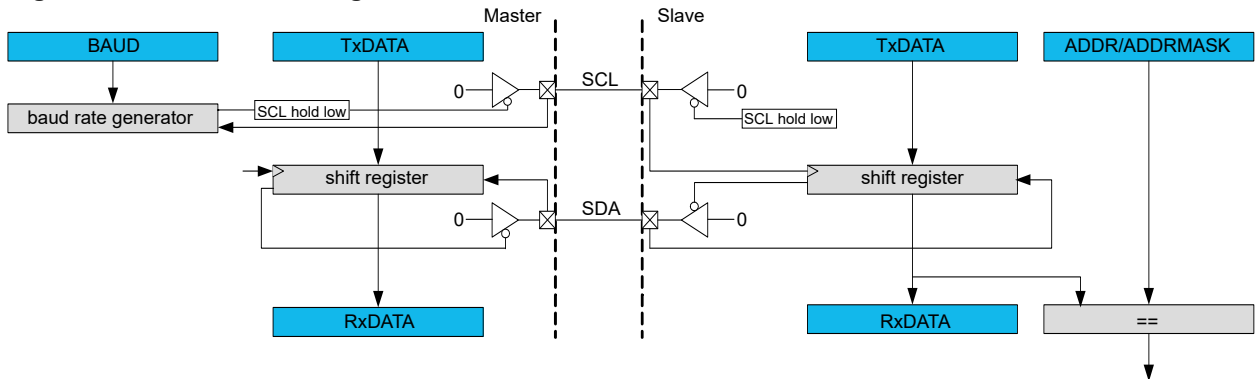 Master Slave
BAUD TxDATA TxDATA ADDR/ADDRMASK
0 SCL 0
baud rate generator SCL hold low SCL hold low
shift register shift register
0 SDA 0
RxDATA RxDATA ==